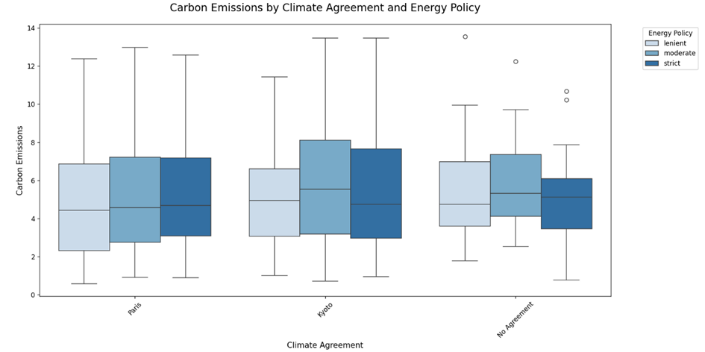 Carbon Emissions by Climate Agreement and Energy Policy
Energy Policy
lenient
moderate
strict
14
12
10
8
6
4
2
0
Carbon Emissions
Paris
Kyoto
No Agreement
Climate Agreement